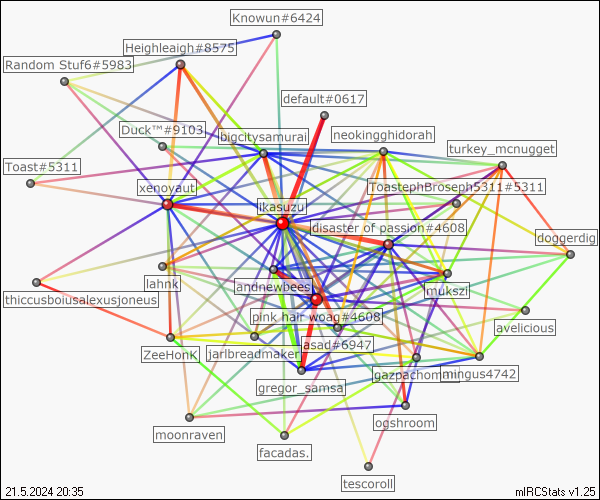 Knowun#6424
Heighleaigh#8575
Random Stuf6#5983
default#0617
Duck™#9103
bigcitysamurai
neokingghidorah
turkey_mcnugget
Toast#5311
xenoyaut
ToastephBroseph5311#5311
ikasuzu
disaster of passion#4608
doggerdig
lahnk
andnewbees
mukszi
thiccusboiusalexusjoneus
pink hair woag#4608
avelicious
ZeeHonK
jarlbreadmaker
asad#6947
gregor_samsa
gazpachom
mingus4742
moonraven
ogshroom
facadas.
tescoroll
21.5.2024 20:35
mIRCStats v1.25